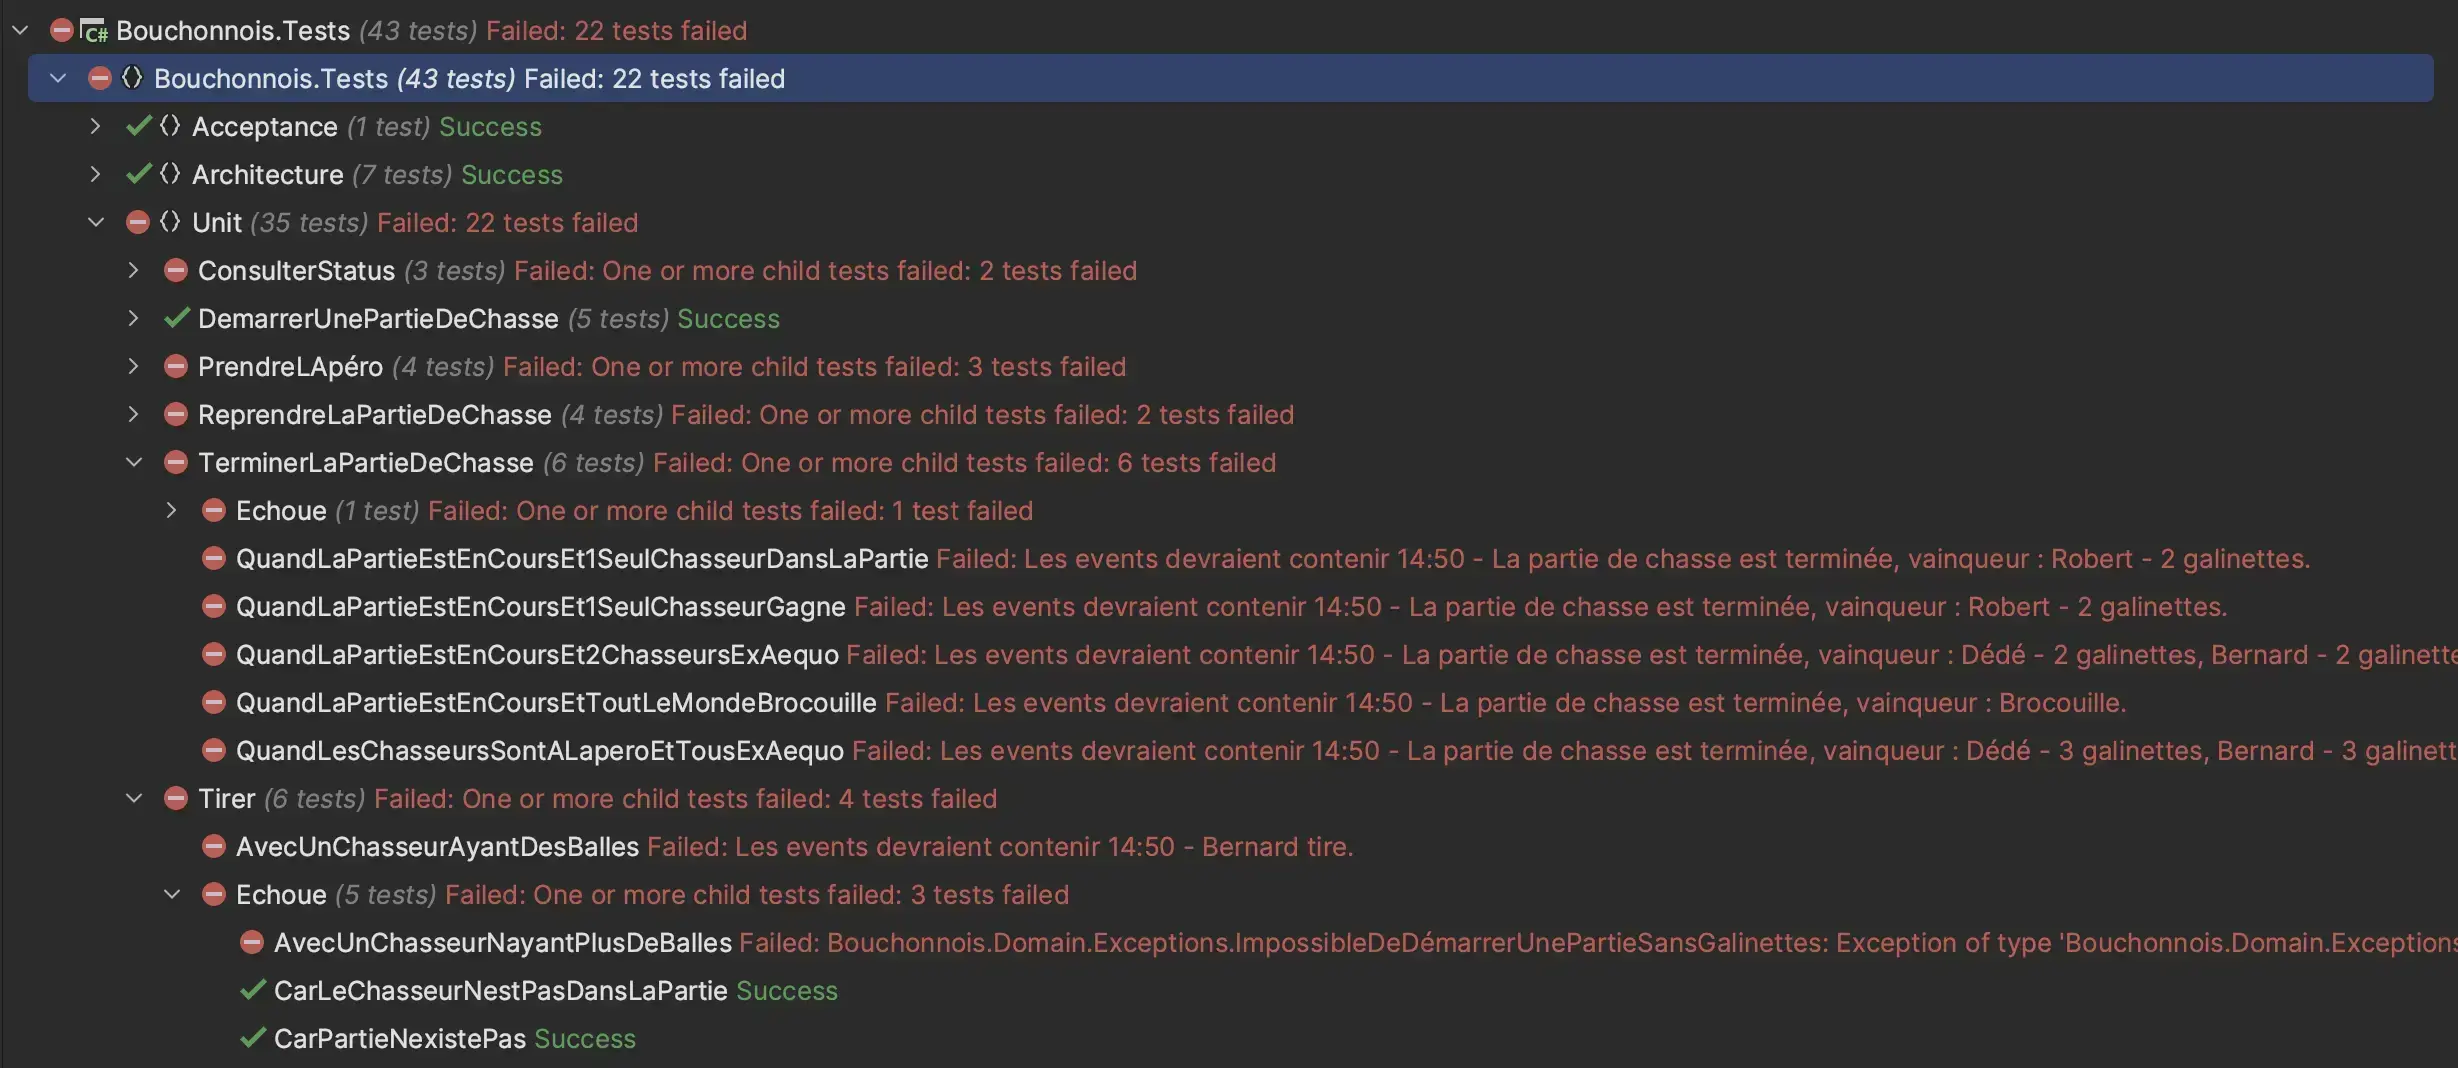 C# Bouchonnois.Tests (43 tests) Failed: 22 tests failed
Bouchonnois.Tests (43 tests) Failed: 22 tests failed
Acceptance (1 test) Success
Architecture (7 tests) Success
Unit (35 tests) Failed: 22 tests failed
ConsulterStatus (3 tests) Failed: One or more child tests failed: 2 tests failed
DemarrerUnePartieDeChasse (5 tests) Success
PrendreLApéro (4 tests) Failed: One or more child tests failed: 3 tests failed
ReprendreLaPartieDeChasse (4 tests) Failed: One or more child tests failed: 2 tests failed
TerminerLaPartieDeChasse (6 tests) Failed: One or more child tests failed: 6 tests failed
Echoue (1 test) Failed: One or more child tests failed: 1 test failed
QuandLaPartieEstEnCoursEt1SeulChasseurDansLaPartie Failed: Les events devraient contenir 14:50 - La partie de chasse est terminée, vainqueur : Robert - 2 galinettes.
QuandLaPartieEstEnCoursEt1SeulChasseurGagne Failed: Les events devraient contenir 14:50 - La partie de chasse est terminée, vainqueur : Robert - 2 galinettes.
QuandLaPartieEstEnCoursEt2ChasseursExAequo Failed: Les events devraient contenir 14:50 - La partie de chasse est terminée, vainqueur : Dédé - 2 galinettes, Bernard - 2 galinette
QuandLaPartieEstEnCoursEtToutLeMondeBrocouille Failed: Les events devraient contenir 14:50 - La partie de chasse est terminée, vainqueur : Brocouille.
QuandLesChasseursSontALaperoEtTousExAequo Failed: Les events devraient contenir 14:50 - La partie de chasse est terminée, vainqueur : Dédé - 3 galinettes, Bernard - 3 galinett
Tirer (6 tests) Failed: One or more child tests failed: 4 tests failed
AvecUnChasseurAyantDesBalles Failed: Les events devraient contenir 14:50 - Bernard tire.
Echoue (5 tests) Failed: One or more child tests failed: 3 tests failed
AvecUnChasseurNayantPlusDeBalles Failed: Bouchonnois.Domain.Exceptions.ImpossibleDeDémarrerUnePartieSansGalinettes: Exception of type 'Bouchonnois.Domain.Exceptions
CarLeChasseurNestPasDansLaPartie Success
CarPartieNexistePas Success